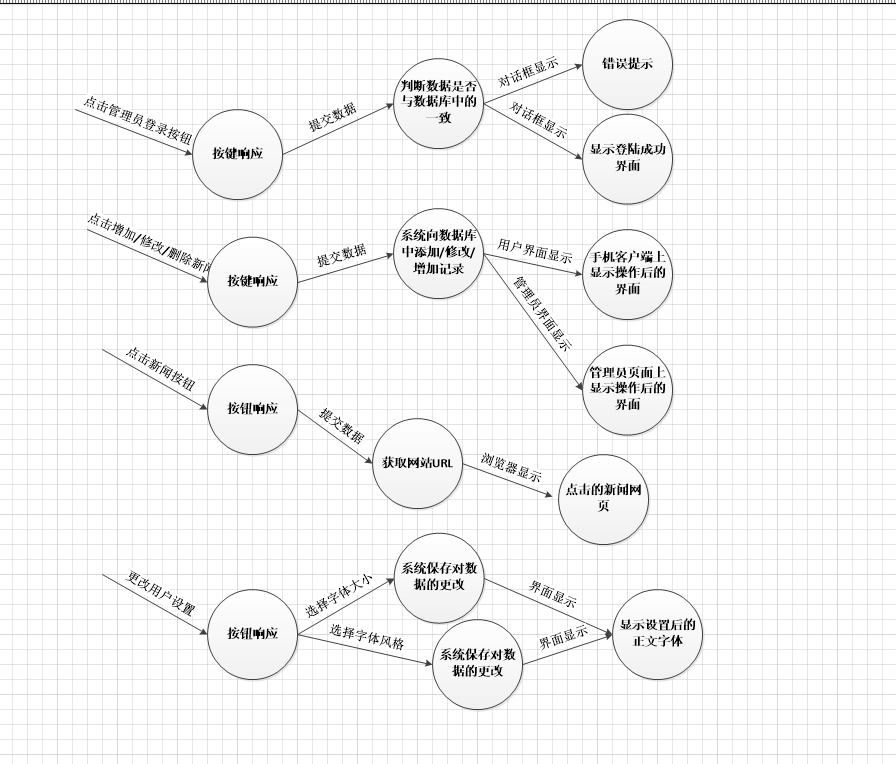 点击管理员登录按钮
按键响应
提交数据
判断数据是否
与数据库中的
一致
对话框显示
错误提示
对话框显示
显示登陆成功
界面
点击增加/修改/删除新闻
按键响应
提交数据
系统向数据库
中添加/修改/
增加记录
用户界面显示
手机客户端上
显示操作后的
界面
管理员界面显示
管理员页面上
显示操作后的
界面
点击新闻按钮
按钮响应
提交数据
获取网站URL
浏览器显示
点击的新闻网
页
更改用户设置
按钮响应
选择字体大小
系统保存对数
据的更改
界面显示
选择字体风格
系统保存对数
据的更改
界面显示
显示设置后的
正文字体